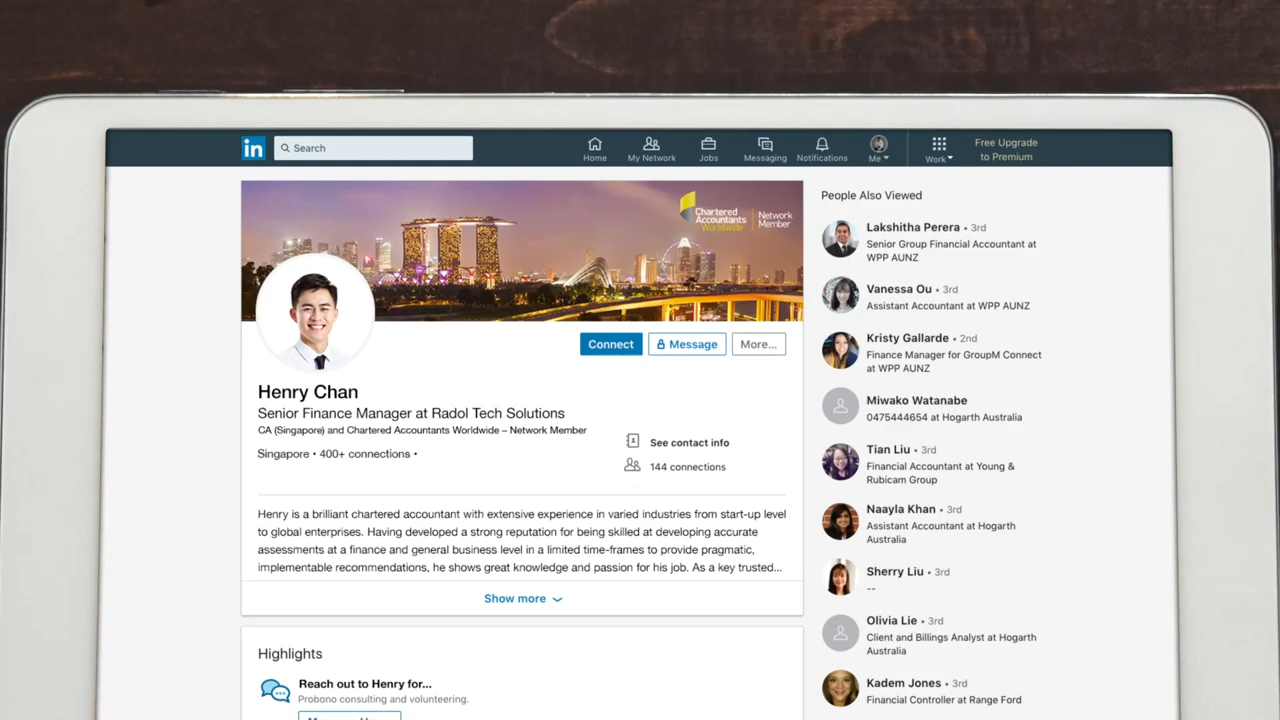 in
Search
Home
My Network
Jobs
Messaging
Notifications
Me
Work
Free Upgrade
to Premium
Chartered
Accountants
Worldwide
Network
Member
Connect
Message
More...
Henry Chan
Senior Finance Manager at Radol Tech Solutions
CA (Singapore) and Chartered Accountants Worldwide – Network Member
Singapore • 400+ connections •
See contact info
144 connections
Henry is a brilliant chartered accountant with extensive experience in varied industries from start-up level
to global enterprises. Having developed a strong reputation for being skilled at developing accurate
assessments at a finance and general business level in a limited time-frames to provide pragmatic,
implementable recommendations, he shows great knowledge and passion for his job. As a key trusted...
Show more
Highlights
Reach out to Henry for...
Probono consulting and volunteering.
People Also Viewed
Lakshitha Perera • 3rd
Senior Group Financial Accountant at
WPP AUNZ
Vanessa Ou • 3rd
Assistant Accountant at WPP AUNZ
Kristy Gallarde • 2nd
Finance Manager for GroupM Connect
at WPP AUNZ
Miwako Watanabe
0475444654 at Hogarth Australia
Tian Liu • 3rd
Financial Accountant at Young &
Rubicam Group
Naayla Khan • 3rd
Assistant Accountant at Hogarth
Australia
Sherry Liu • 3rd
--
Olivia Lie • 3rd
Client and Billings Analyst at Hogarth
Australia
Kadem Jones • 3rd
Financial Controller at Range Ford